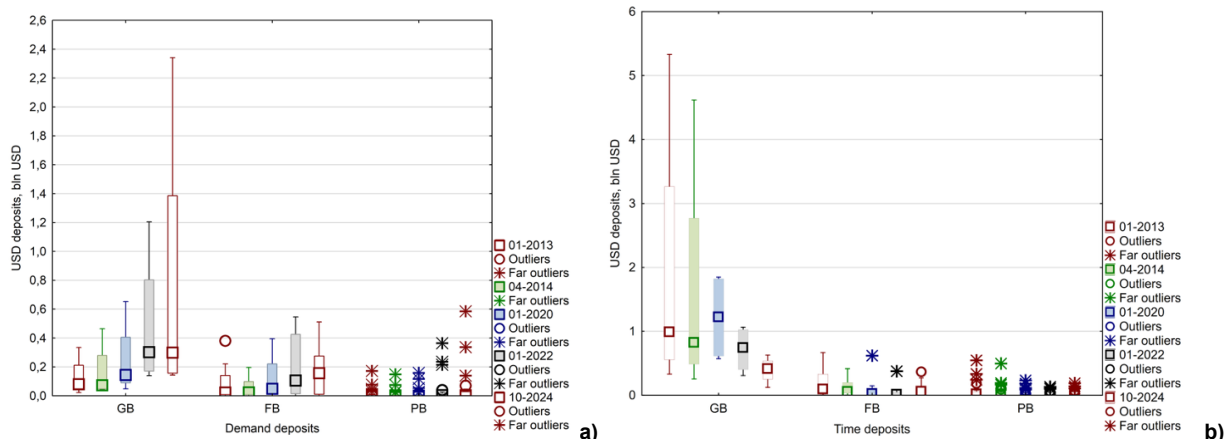 2,6
2,4
2,2
2,0
1,8
1,6
1,4
1,2
1,0
0,8
0,6
0,4
0,2
0,0
USD deposits, bln USD
GB
FB
PB
Demand deposits
01-2013
Outliers
Far outliers
04-2014
Far outliers
01-2020
Outliers
Far outliers
01-2022
Outliers
Far outliers
10-2024
Outliers
Far outliers
a)
6
5
4
3
2
1
0
USD deposits, bln USD
GB
FB
PB
Time deposits
01-2013
Outliers
Far outliers
04-2014
Outliers
Far outliers
01-2020
Outliers
Far outliers
01-2022
Outliers
Far outliers
10-2024
Outliers
Far outliers
b)